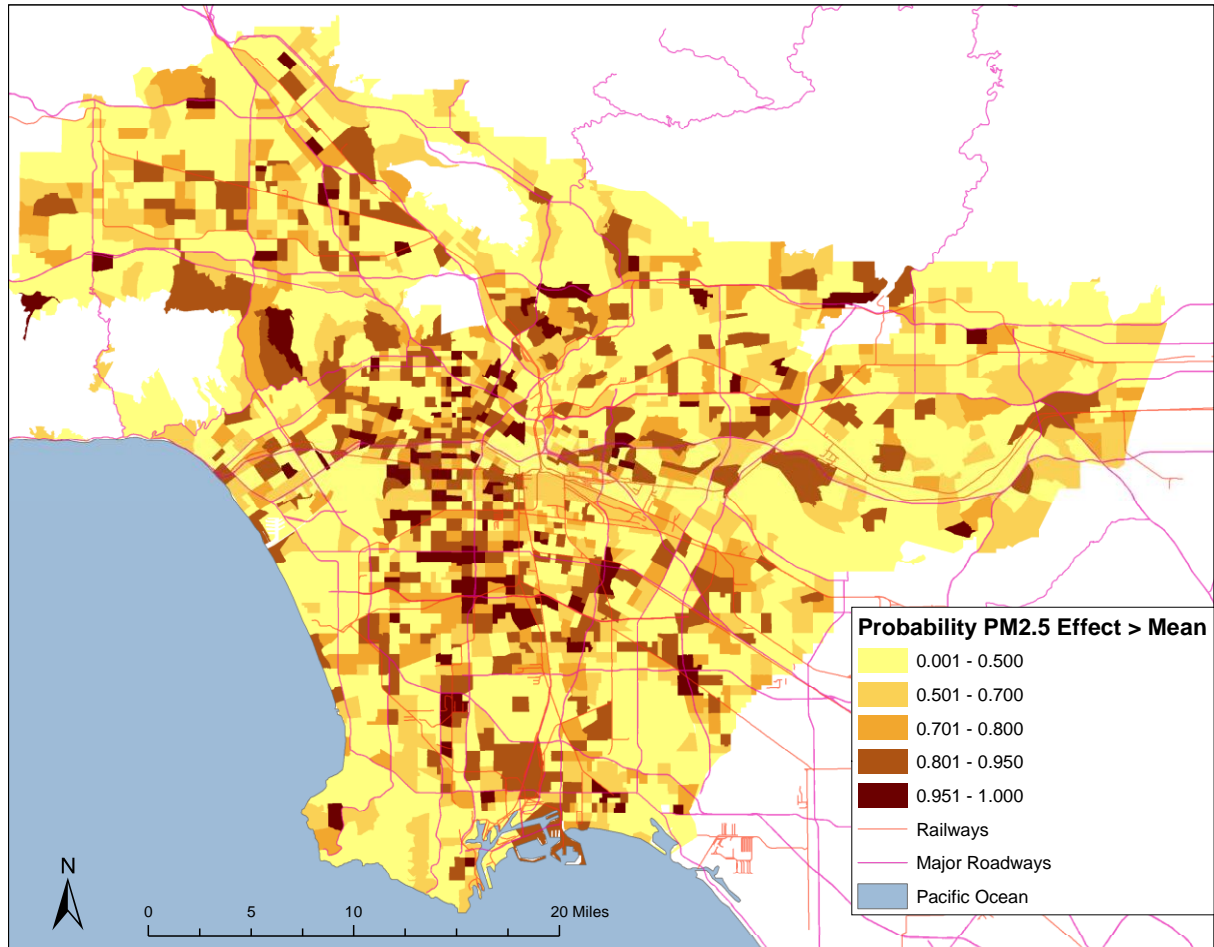 Probability PM2.5 Effect > Mean
0.001 - 0.500
0.501 - 0.700
0.701 - 0.800
0.801 - 0.950
0.951 - 1.000
Railways
Major Roadways
Pacific Ocean
N
0 5 10 20 Miles